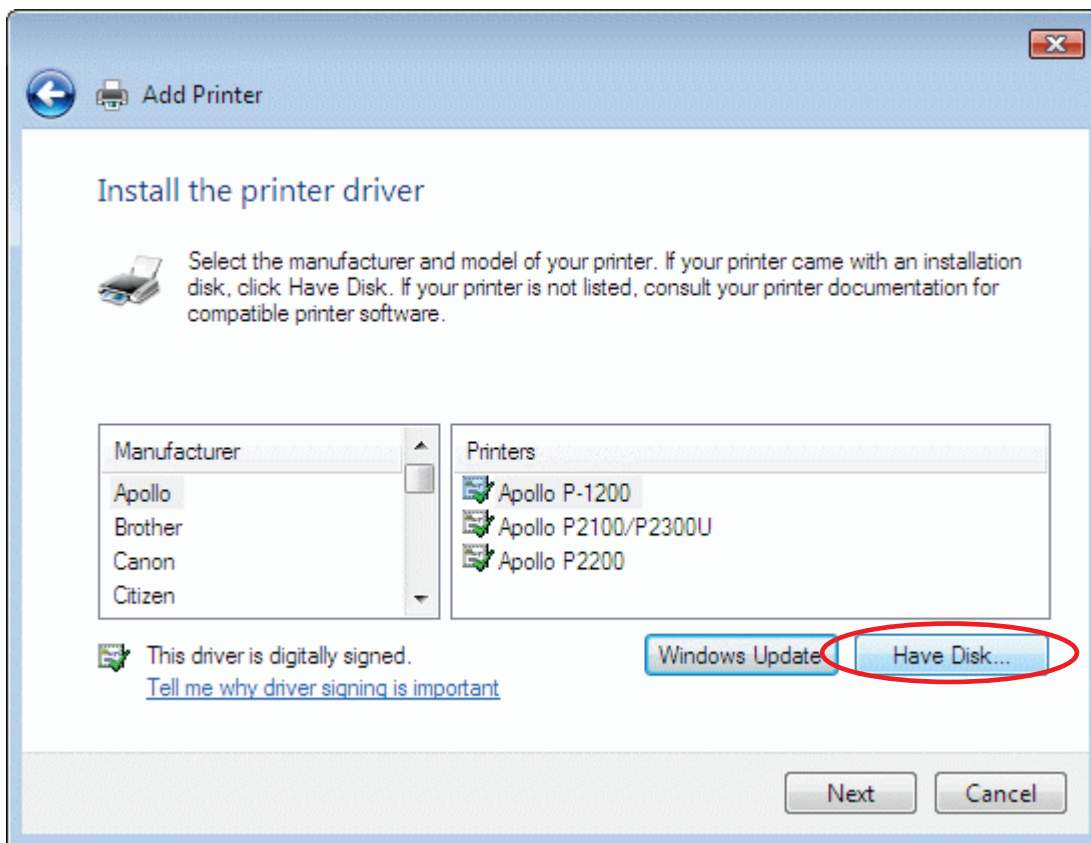 Add Printer
Install the printer driver
Select the manufacturer and model of your printer. If your printer came with an installation
disk, click Have Disk. If your printer is not listed, consult your printer documentation for
compatible printer software.
Manufacturer
Apollo
Brother
Canon
Citizen
Printers
Apollo P-1200
Apollo P2100/P2300U
Apollo P2200
This driver is digitally signed.
Tell me why driver signing is important
Windows Update
Have Disk...
Next
Cancel